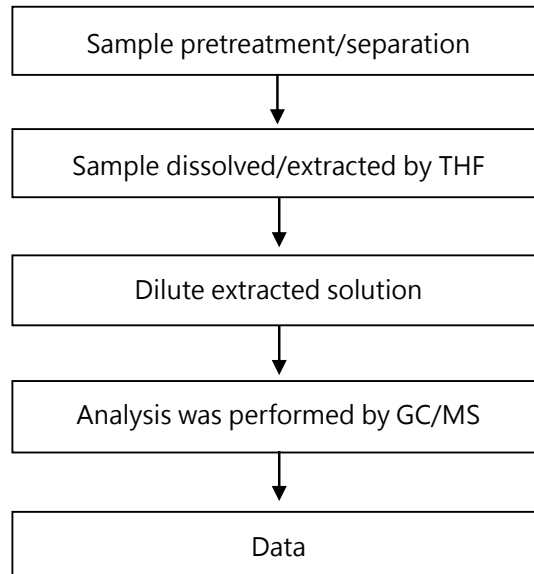 Sample pretreatment/separation
Sample dissolved/extracted by THF
Dilute extracted solution
Analysis was performed by GC/MS
Data